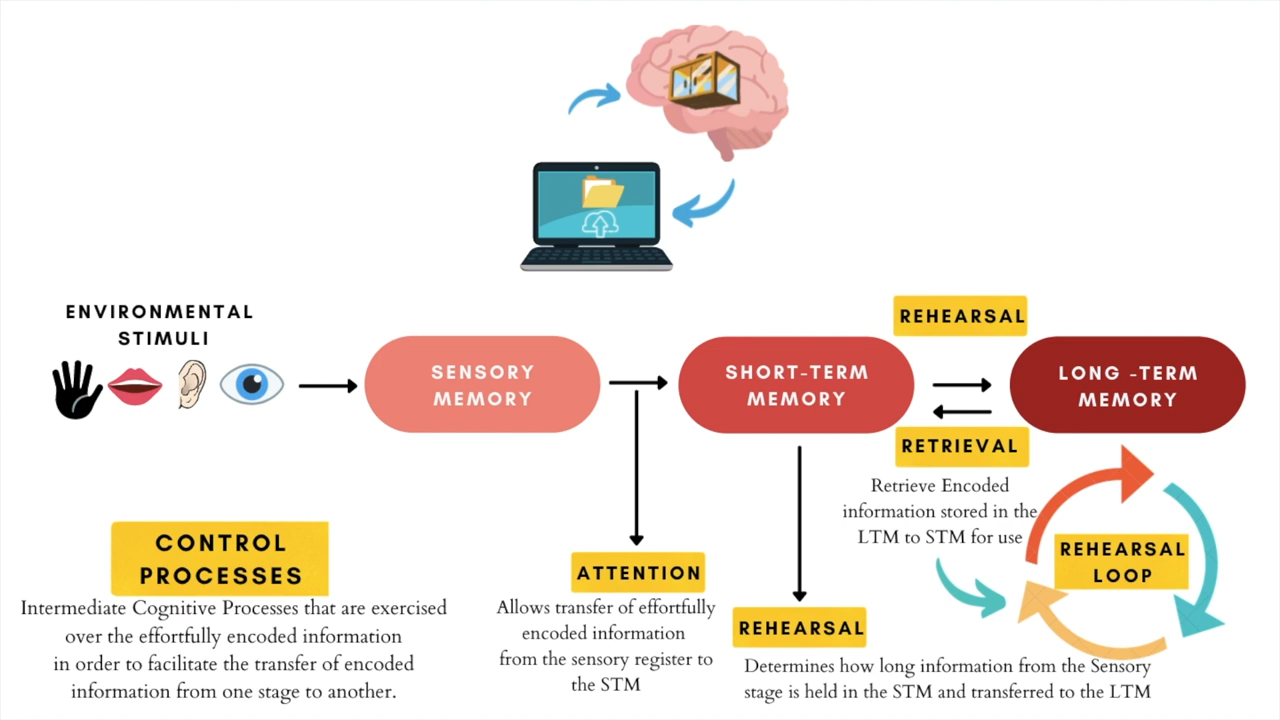 ENVIRONMENTAL
STIMULI
SENSORY
MEMORY
SHORT-TERM
MEMORY
REHEARSAL
LONG -TERM
MEMORY
RETRIEVAL
Retrieve Encoded
information stored in the
LTM to STM for use
REHEARSAL
LOOP
CONTROL
PROCESSES
Intermediate Cognitive Processes that are exercised
over the effortfully encoded information
in order to facilitate the transfer of encoded
information from one stage to another.
ATTENTION
Allows transfer of effortfully
encoded information
from the sensory register to
the STM
REHEARSAL
Determines how long information from the Sensory
stage is held in the STM and transferred to the LTM